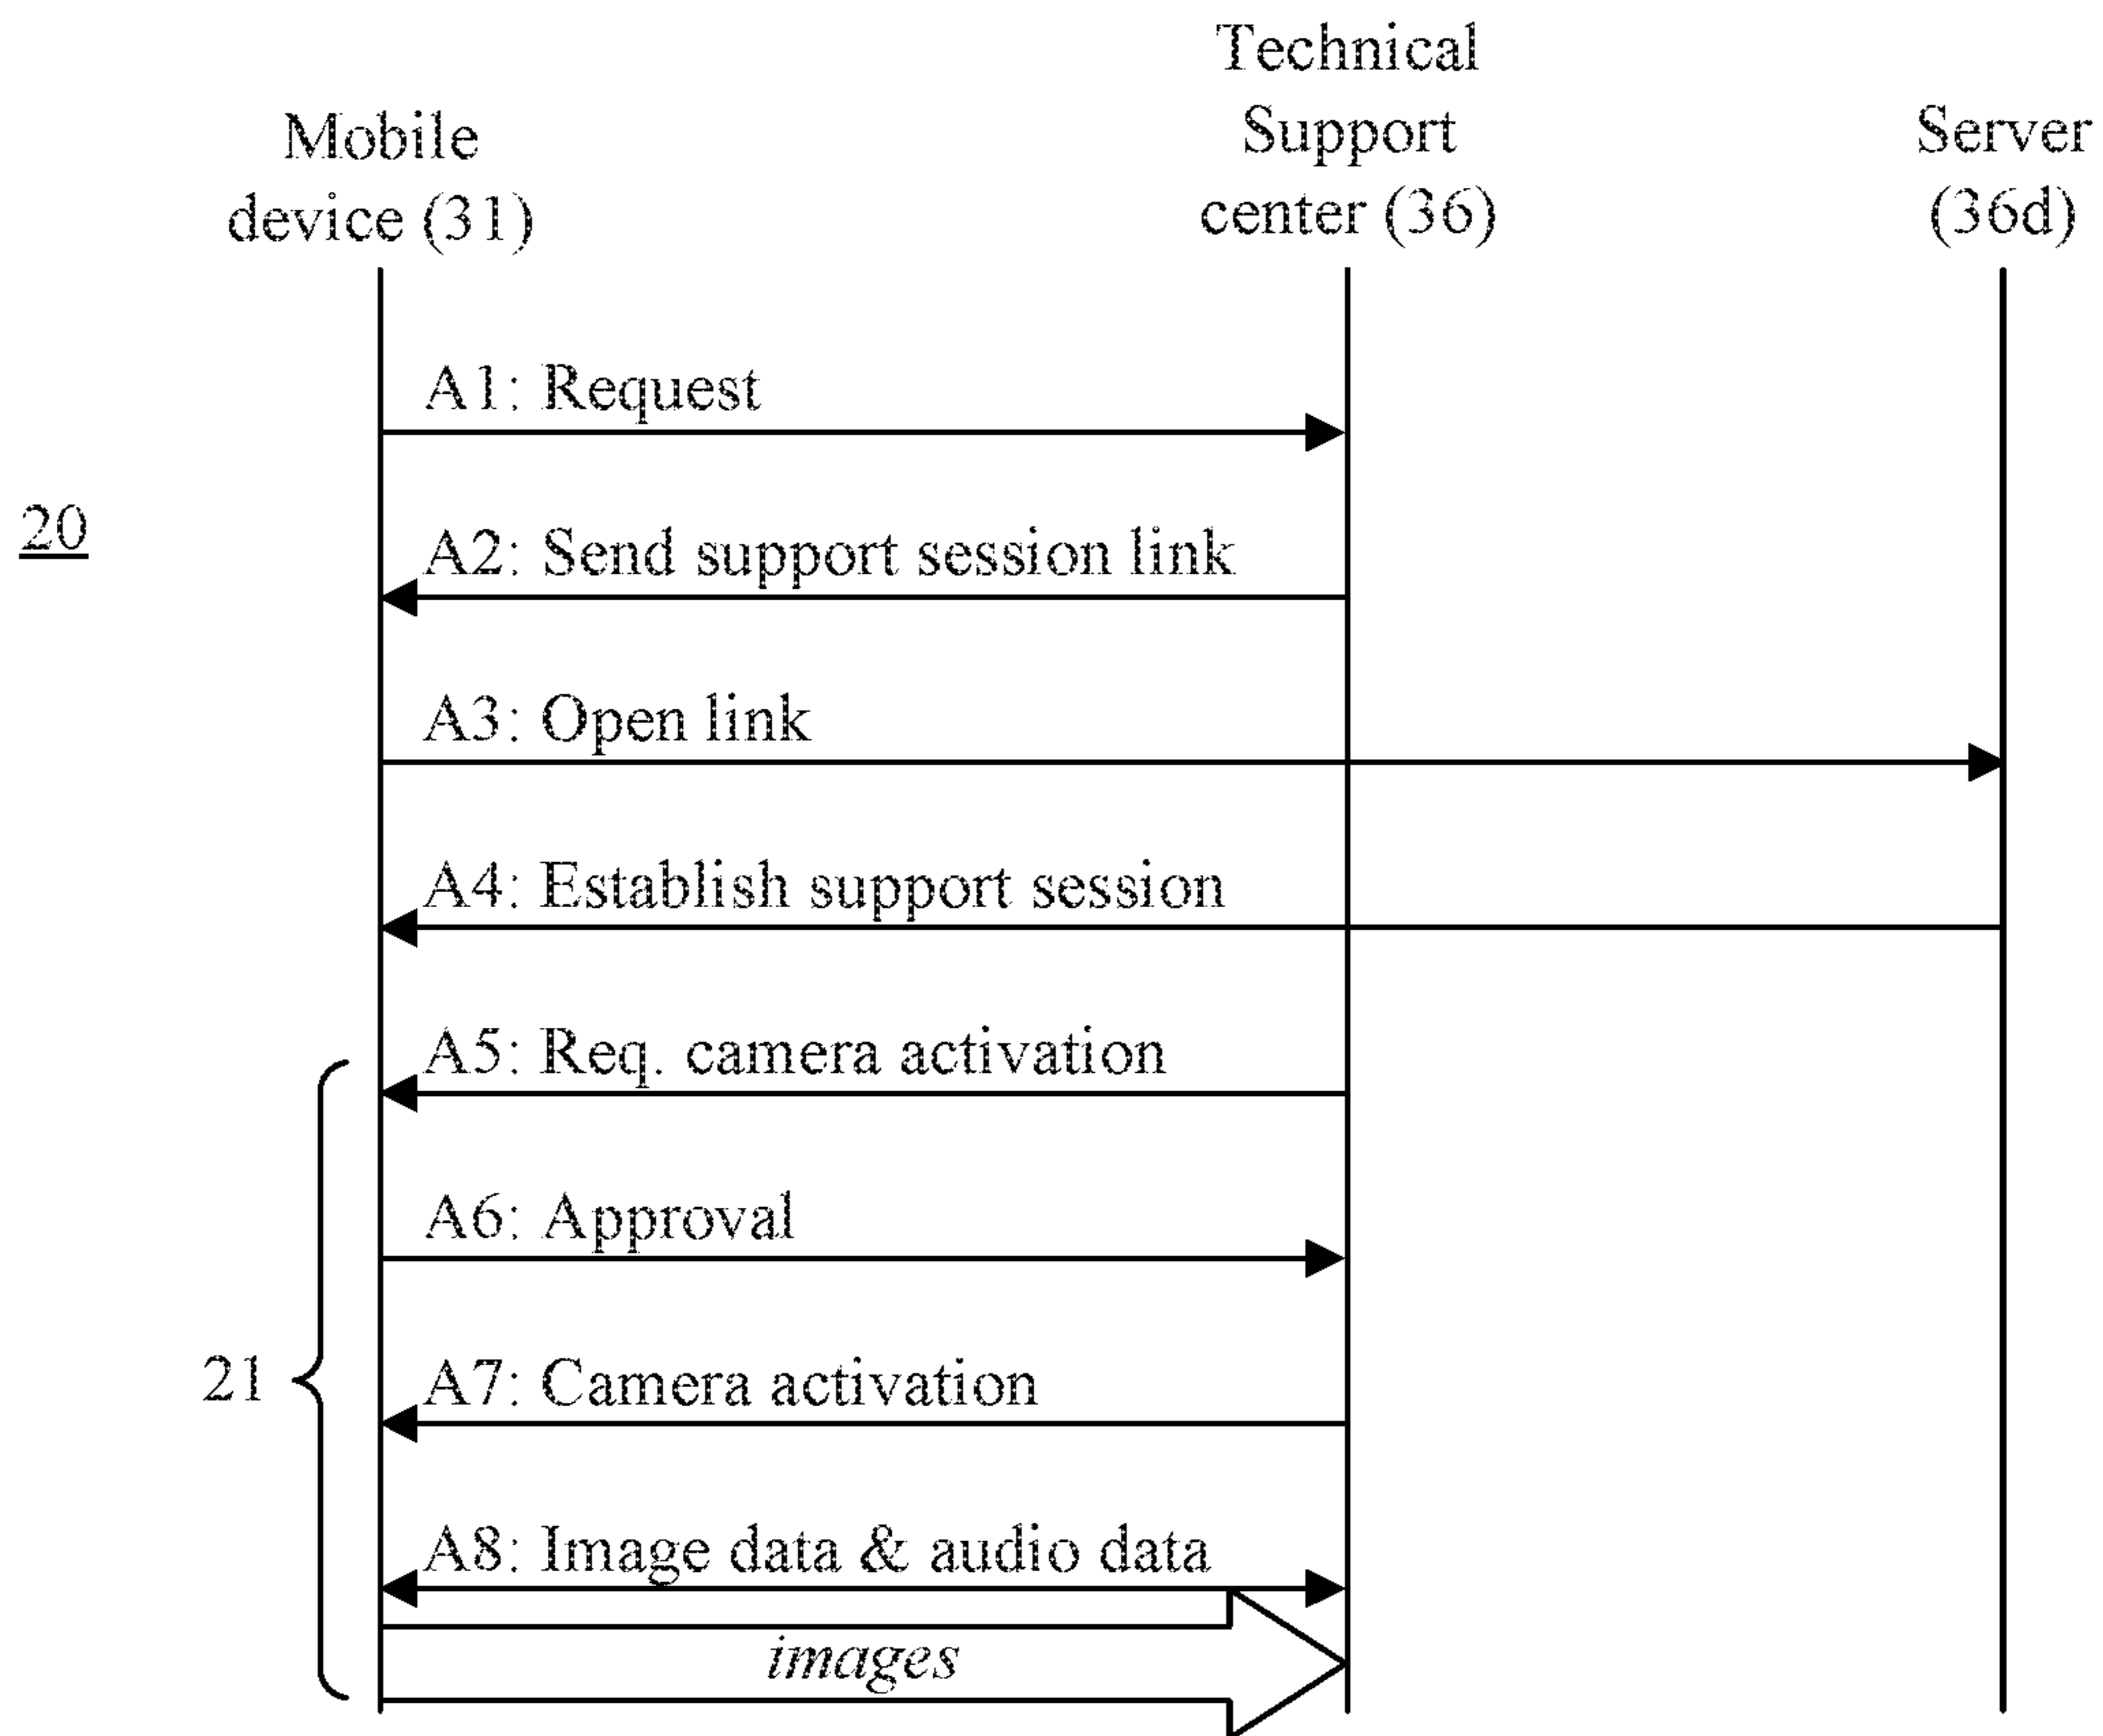 Mobile
device (31)
Technical
Support
center (36)
Server
(36d)
20
A1: Request
A2: Send support session link
A3: Open link
A4: Establish support session
A5: Req. camera activation
A6: Approval
21
A7: Camera activation
A8: Image data & audio data
images